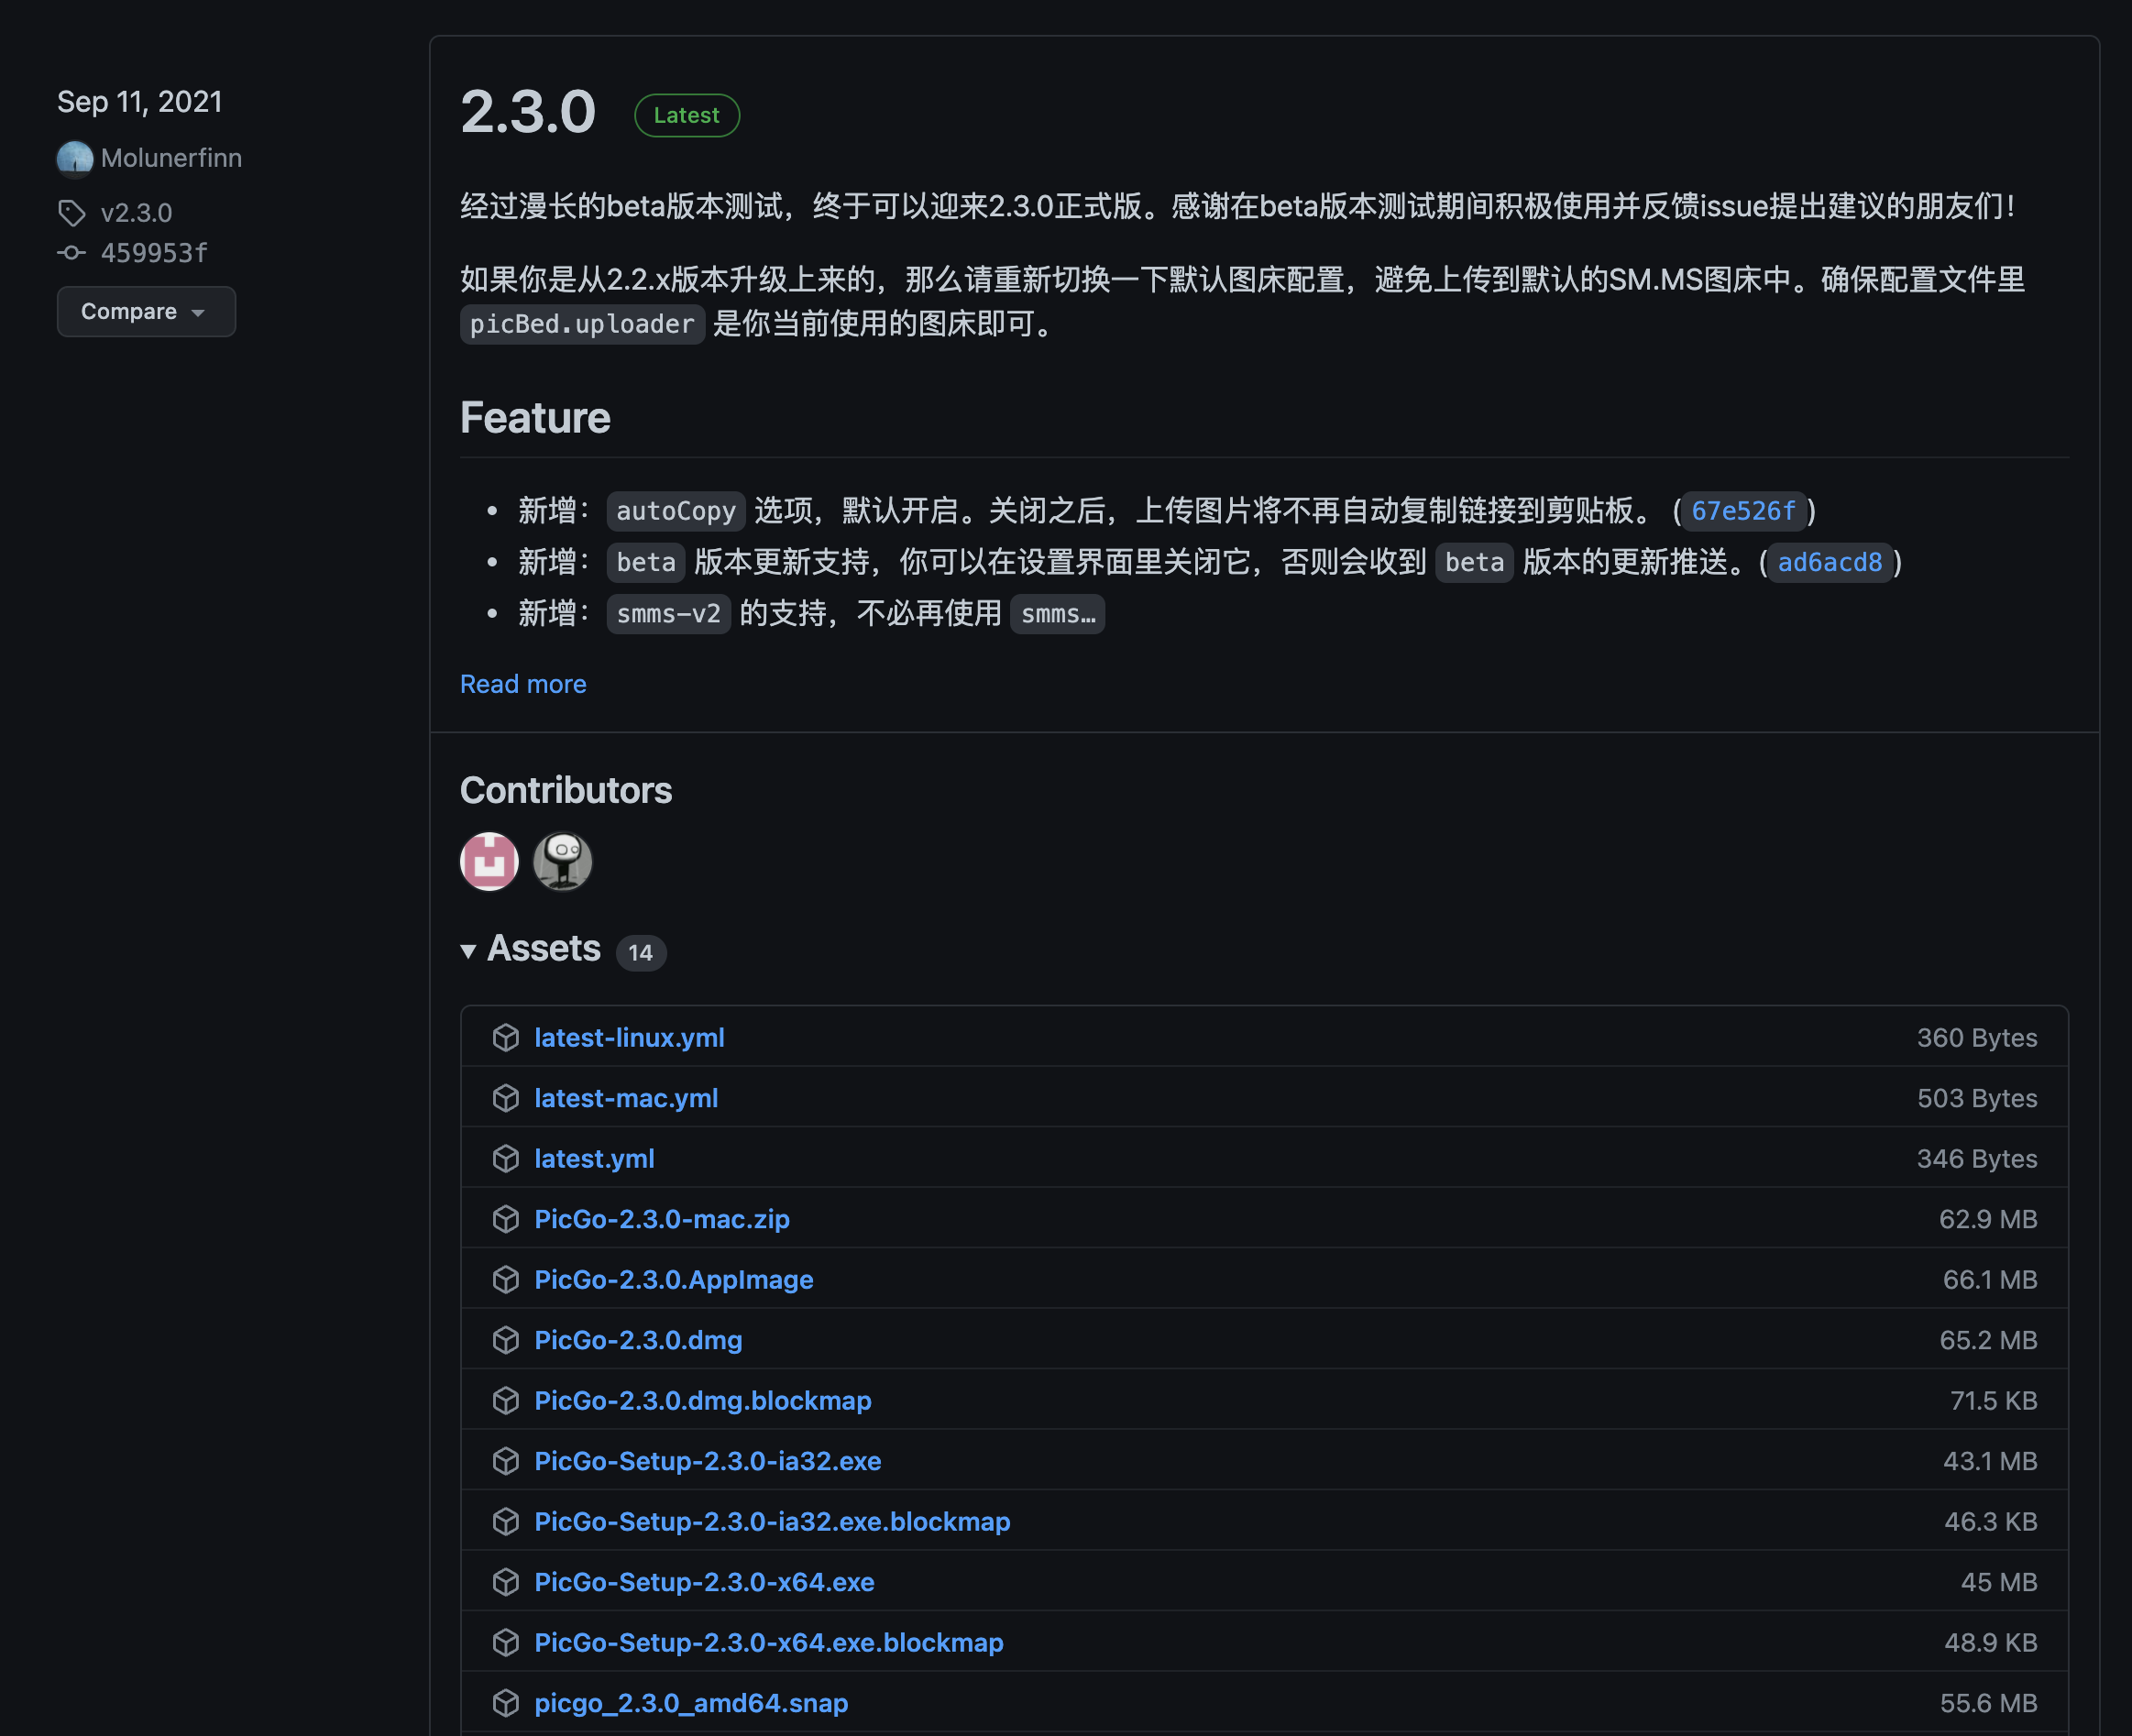 Sep 11, 2021
Molunerfinn
v2.3.0
459953f
Compare
2.3.0 Latest
经过漫长的beta版本测试，终于可以迎来2.3.0正式版。感谢在beta版本测试期间积极使用并反馈issue提出建议的朋友们！
如果你是从2.2.x版本升级上来的，那么请重新切换一下默认图床配置，避免上传到默认的SM.MS图床中。确保配置文件里
picBed.uploader 是你当前使用的图床即可。
Feature
• 新增： autoCopy 选项，默认开启。关闭之后，上传图片将不再自动复制链接到剪贴板。 (67e526f)
• 新增： beta 版本更新支持，你可以在设置界面里关闭它，否则会收到 beta 版本的更新推送。(ad6acd8)
• 新增： smms-v2 的支持，不必再使用 smms…
Read more
Contributors
Assets 14
latest-linux.yml 360 Bytes
latest-mac.yml 503 Bytes
latest.yml 346 Bytes
PicGo-2.3.0-mac.zip 62.9 MB
PicGo-2.3.0.AppImage 66.1 MB
PicGo-2.3.0.dmg 65.2 MB
PicGo-2.3.0.dmg.blockmap 71.5 KB
PicGo-Setup-2.3.0-ia32.exe 43.1 MB
PicGo-Setup-2.3.0-ia32.exe.blockmap 46.3 KB
PicGo-Setup-2.3.0-x64.exe 45 MB
PicGo-Setup-2.3.0-x64.exe.blockmap 48.9 KB
picgo_2.3.0_amd64.snap 55.6 MB